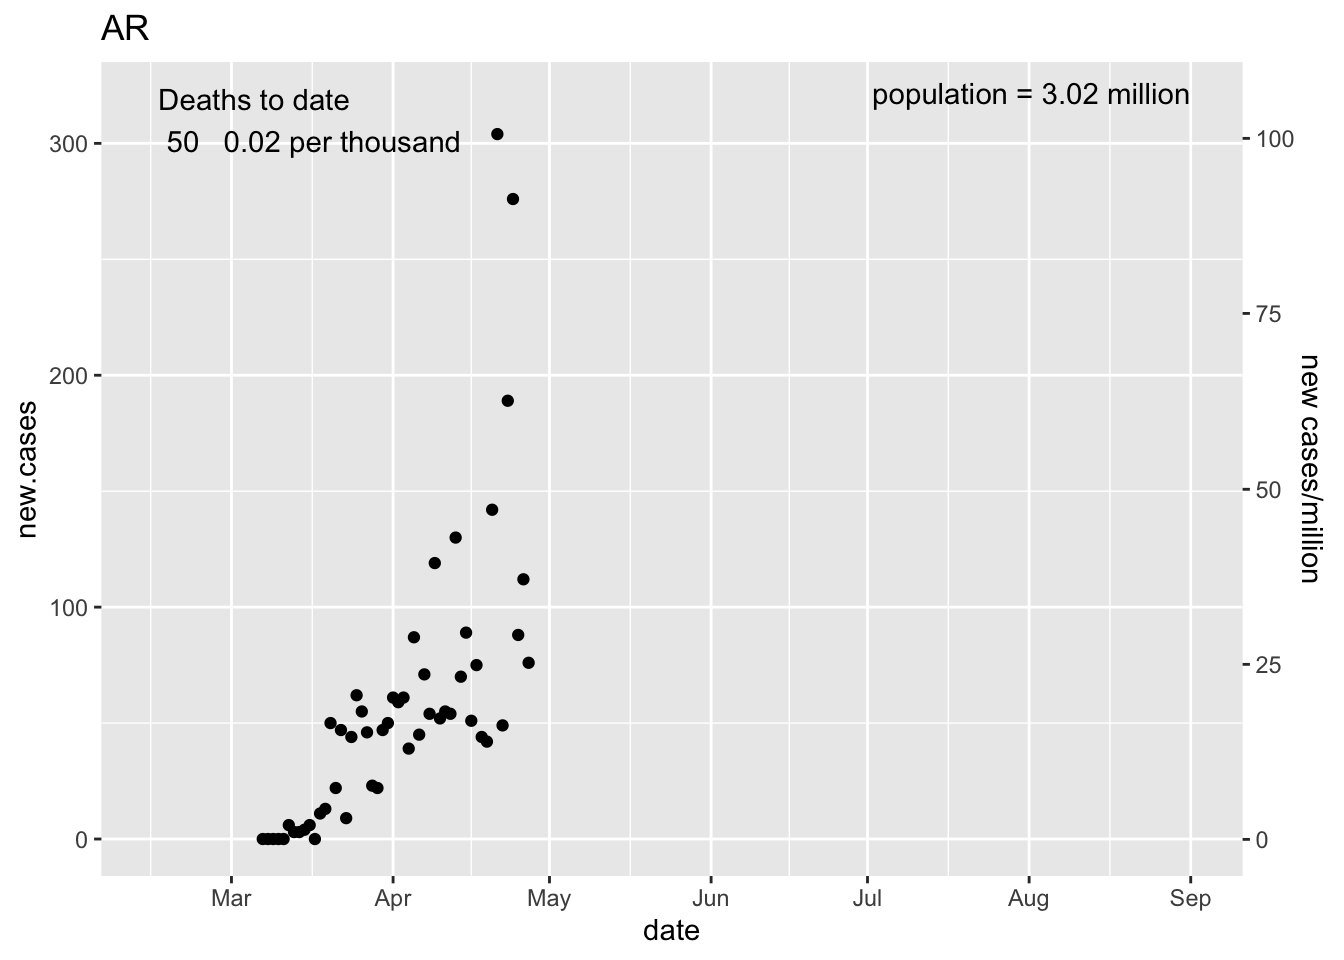 AR
Deaths to date
50 0.02 per thousand
population = 3.02 million
300
200
100
0
new.cases
100
75
50
25
0
new cases/million
Mar Apr May Jun Jul Aug Sep
date